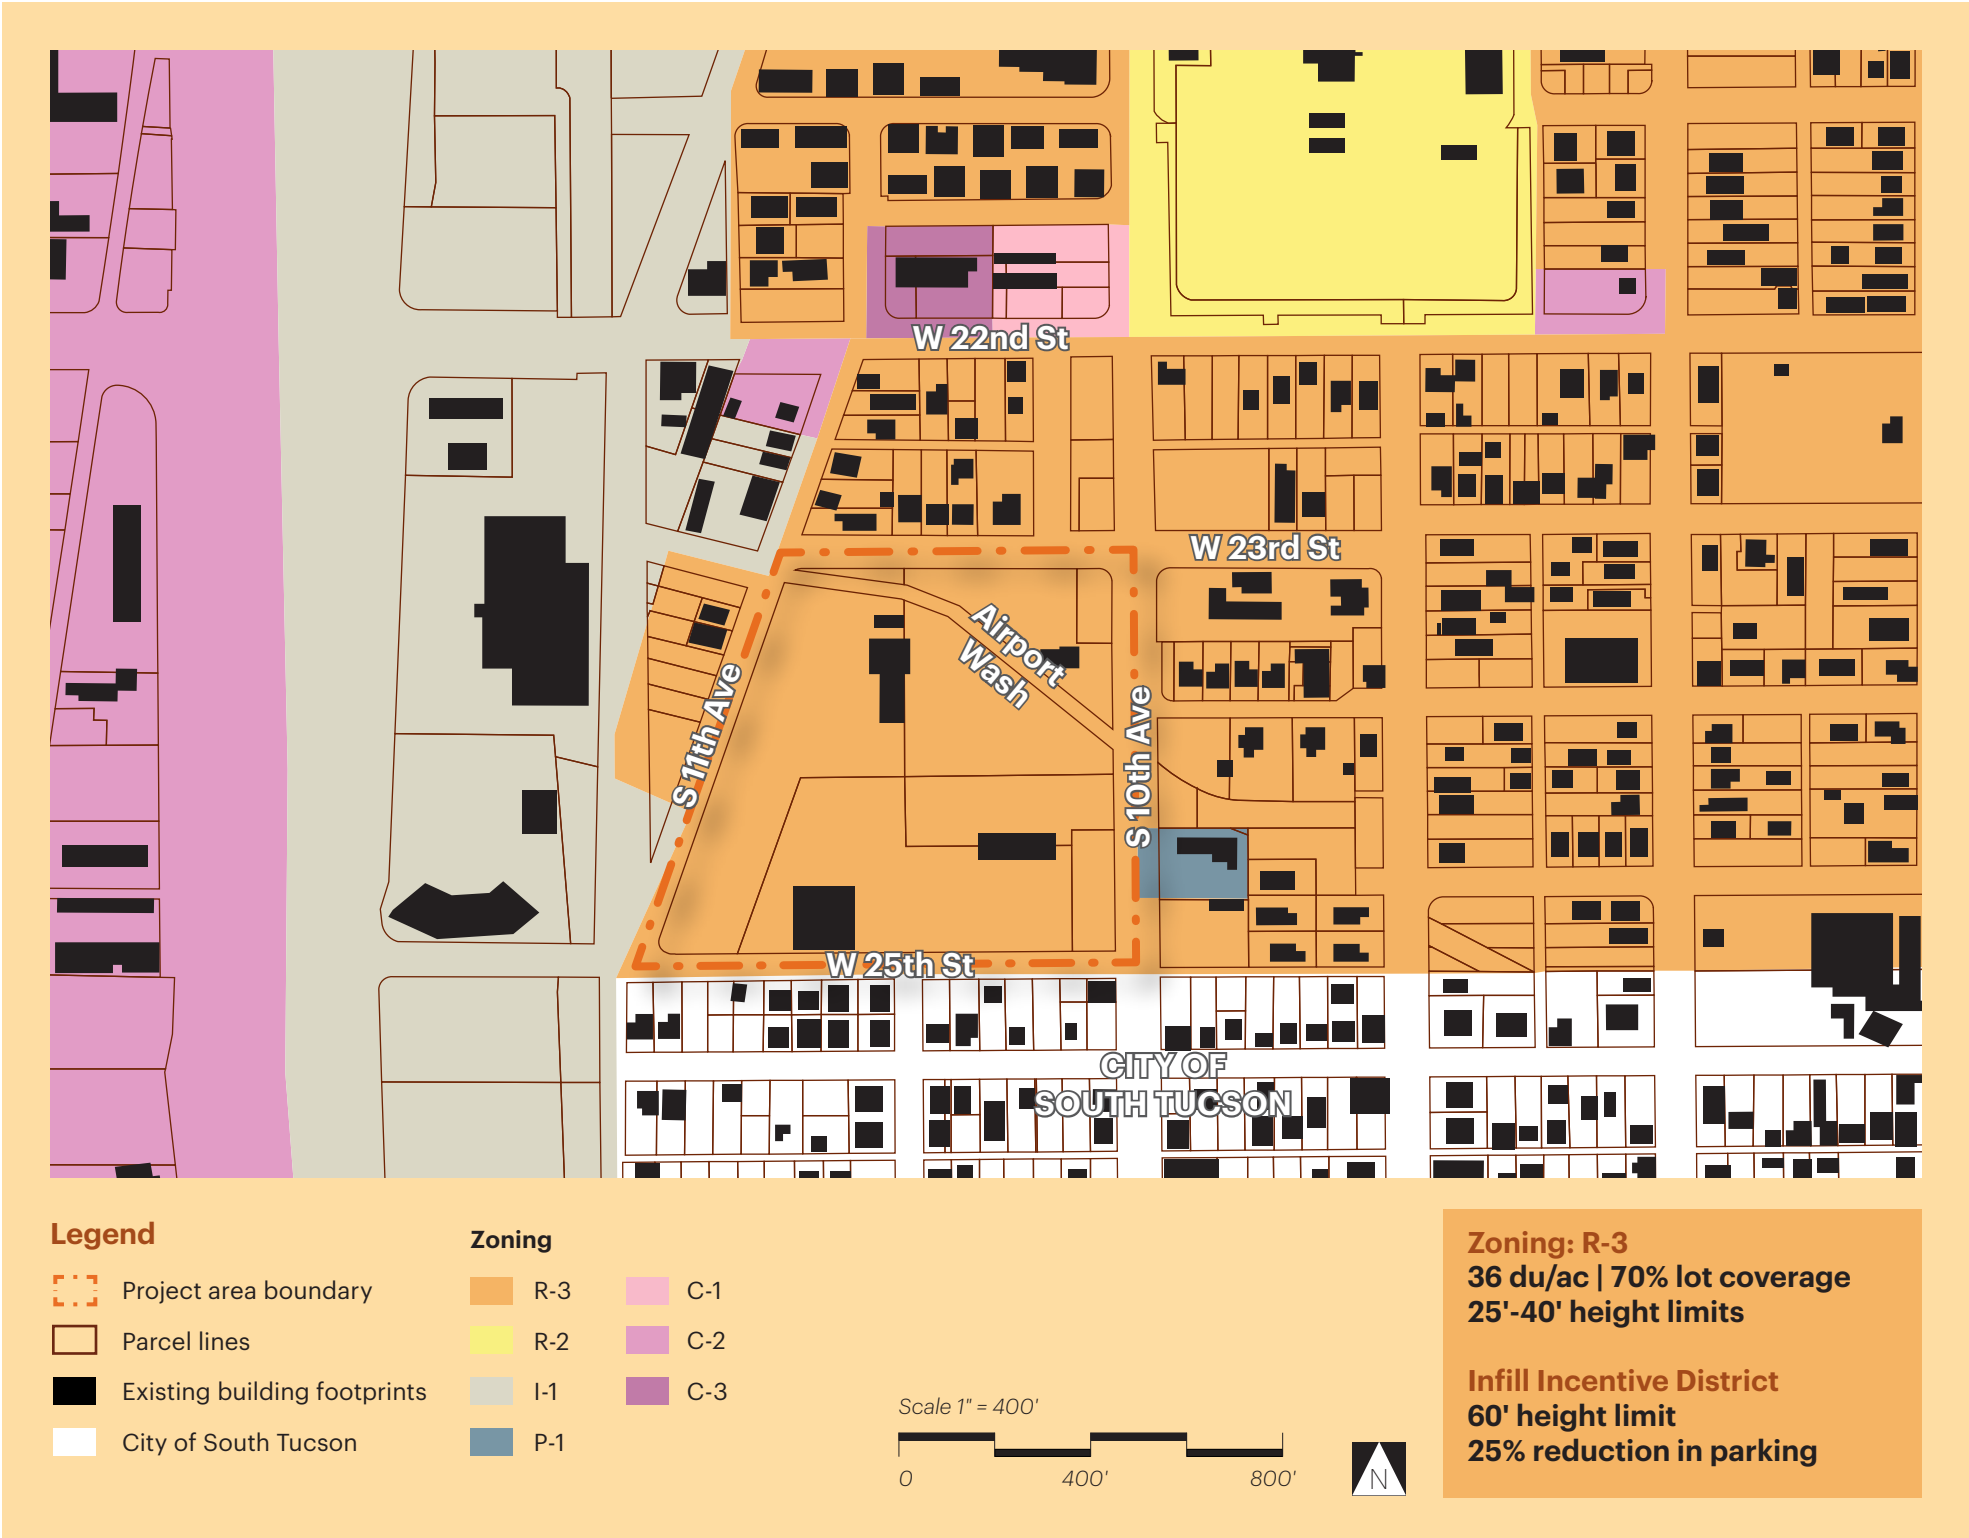 W 22nd St
W 23rd St
Airport
Wash
S 11th Ave
S 10th Ave
W 25th St
CITY OF
SOUTH TUCSON
Legend
Project area boundary
Parcel lines
Existing building footprints
City of South Tucson
Zoning
R-3
R-2
I-1
P-1
C-1
C-2
C-3
Scale 1" = 400'
0 400' 800'
N
Zoning: R-3
36 du/ac | 70% lot coverage
25'-40' height limits
Infill Incentive District
60' height limit
25% reduction in parking